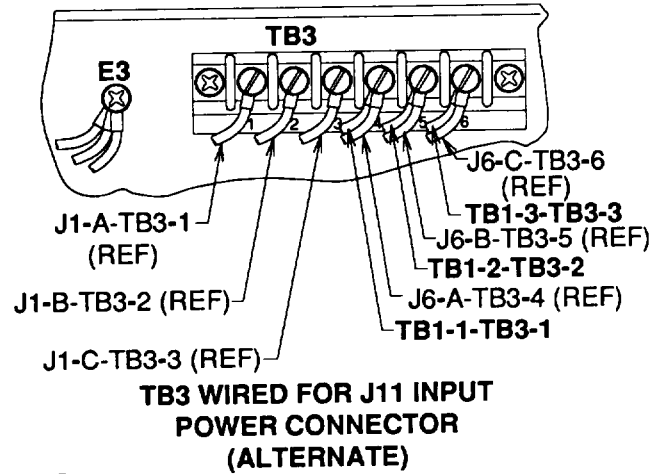 TB3
E3
1 2 3 4 5 6
J6-C-TB3-6
(REF)
J1-A-TB3-1
(REF)
TB1-3-TB3-3
J6-B-TB3-5 (REF)
TB1-2-TB3-2
J1-B-TB3-2 (REF)
J6-A-TB3-4 (REF)
TB1-1-TB3-1
J1-C-TB3-3 (REF)
TB3 WIRED FOR J11 INPUT
POWER CONNECTOR
(ALTERNATE)